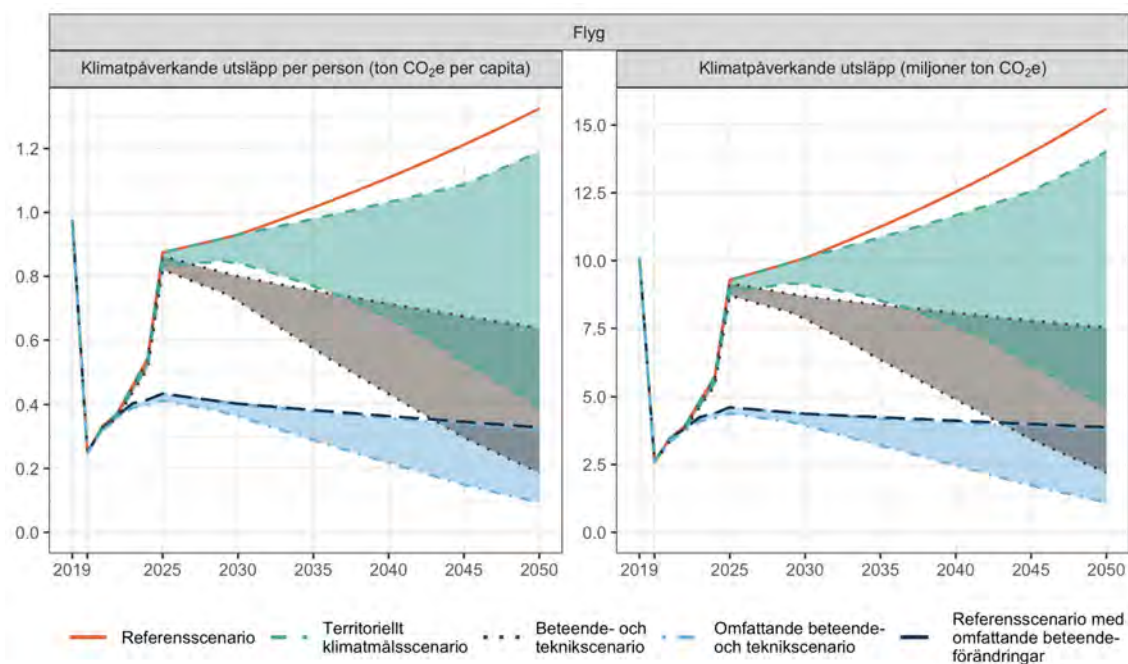 Flyg
Klimatpåverkande utsläpp per person (ton CO₂e per capita)
Klimatpåverkande utsläpp (miljoner ton CO₂e)
1.2
1.0
0.8
0.6
0.4
0.2
0.0
15.0
12.5
10.0
7.5
5.0
2.5
0.0
2019 2025 2030 2035 2040 2045 2050
2019 2025 2030 2035 2040 2045 2050
Referensscenario
Territoriellt
klimatmålsscenario
Beteende- och
teknikscenario
Omfattande beteende-
och teknikscenario
Referensscenario med
omfattande beteende-
förändringar